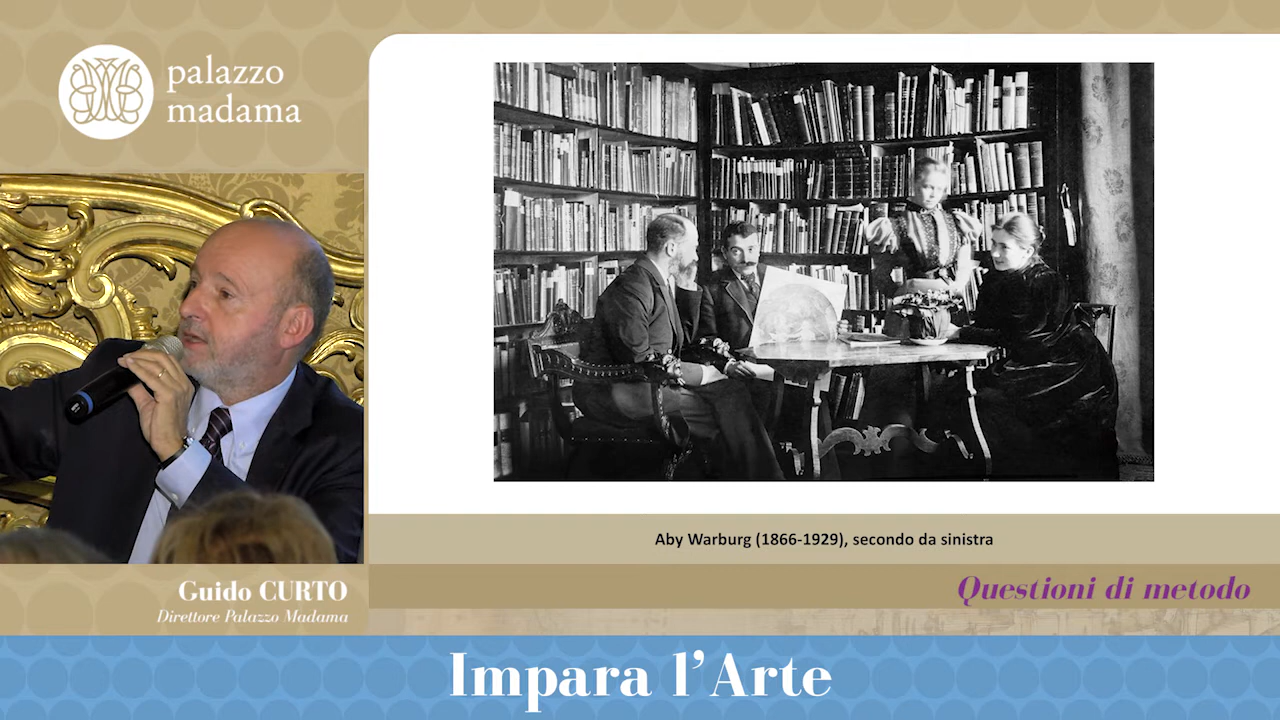 palazzo
madama
Aby Warburg (1866-1929), secondo da sinistra
Guido CURTO
Direttore Palazzo Madama
Questioni di metodo
Impara l’Arte